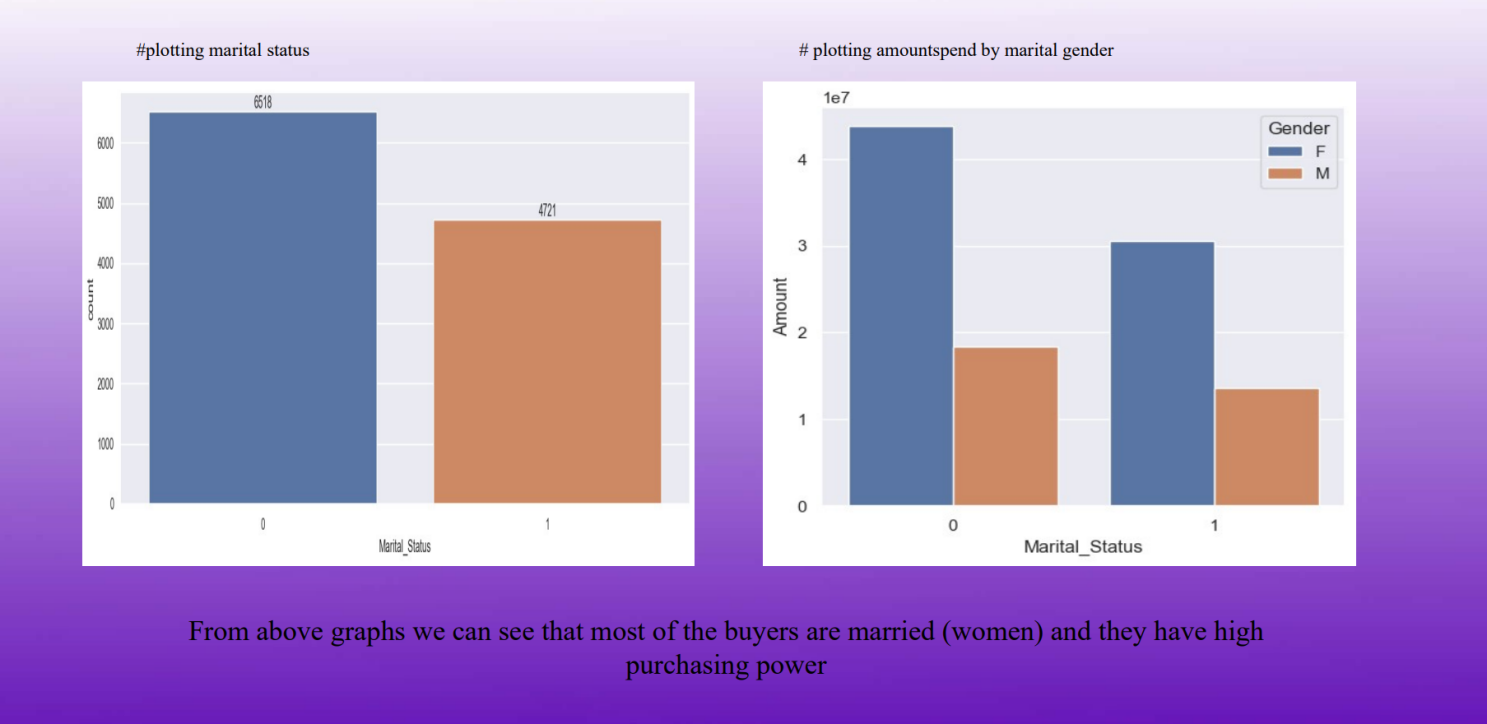 #plotting marital status
# plotting amountspend by marital gender
6518
4721
6000
5000
4000
3000
2000
1000
0
count
0
1
Marital_Status
1e7
Gender
F
M
4
3
2
1
0
Amount
0
1
Marital_Status
From above graphs we can see that most of the buyers are married (women) and they have high
purchasing power